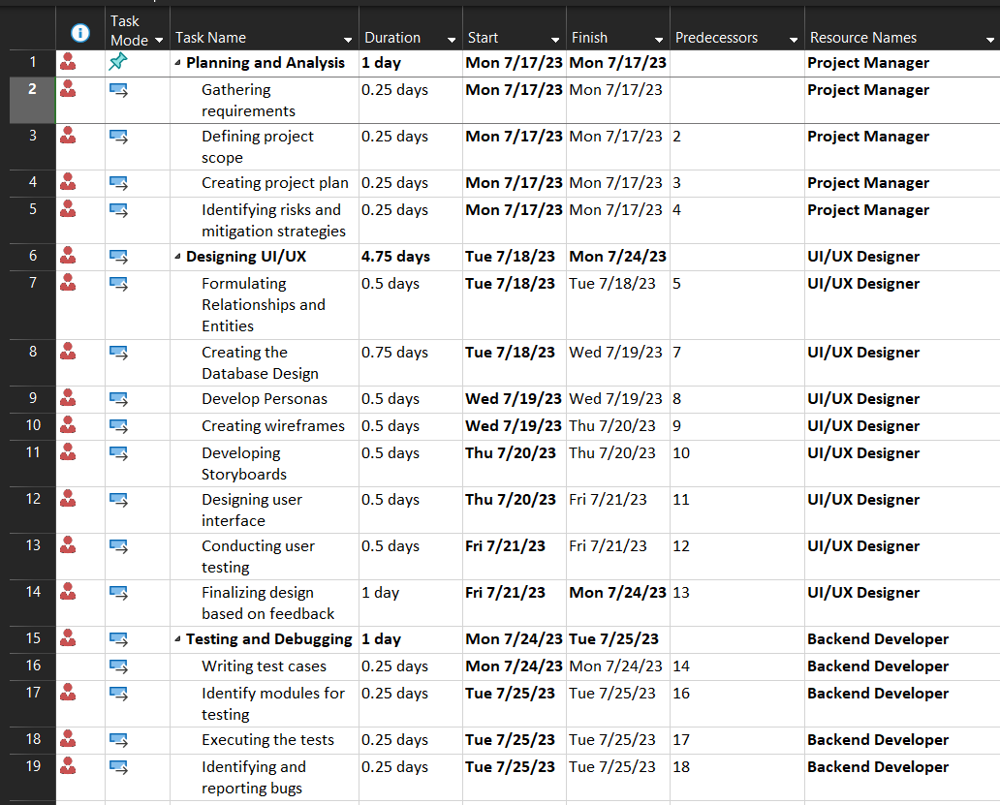 Task Mode Task Name Duration Start Finish Predecessors Resource Names
1 Planning and Analysis 1 day Mon 7/17/23 Mon 7/17/23 Project Manager
2 Gathering requirements 0.25 days Mon 7/17/23 Mon 7/17/23 Project Manager
3 Defining project scope 0.25 days Mon 7/17/23 Mon 7/17/23 2 Project Manager
4 Creating project plan 0.25 days Mon 7/17/23 Mon 7/17/23 3 Project Manager
5 Identifying risks and mitigation strategies 0.25 days Mon 7/17/23 Mon 7/17/23 4 Project Manager
6 Designing UI/UX 4.75 days Tue 7/18/23 Mon 7/24/23 UI/UX Designer
7 Formulating Relationships and Entities 0.5 days Tue 7/18/23 Tue 7/18/23 5 UI/UX Designer
8 Creating the Database Design 0.75 days Tue 7/18/23 Wed 7/19/23 7 UI/UX Designer
9 Develop Personas 0.5 days Wed 7/19/23 Wed 7/19/23 8 UI/UX Designer
10 Creating wireframes 0.5 days Wed 7/19/23 Thu 7/20/23 9 UI/UX Designer
11 Developing Storyboards 0.5 days Thu 7/20/23 Thu 7/20/23 10 UI/UX Designer
12 Designing user interface 0.5 days Thu 7/20/23 Fri 7/21/23 11 UI/UX Designer
13 Conducting user testing 0.5 days Fri 7/21/23 Fri 7/21/23 12 UI/UX Designer
14 Finalizing design based on feedback 1 day Fri 7/21/23 Mon 7/24/23 13 UI/UX Designer
15 Testing and Debugging 1 day Mon 7/24/23 Tue 7/25/23 Backend Developer
16 Writing test cases 0.25 days Mon 7/24/23 Mon 7/24/23 14 Backend Developer
17 Identify modules for testing 0.25 days Tue 7/25/23 Tue 7/25/23 16 Backend Developer
18 Executing the tests 0.25 days Tue 7/25/23 Tue 7/25/23 17 Backend Developer
19 Identifying and reporting bugs 0.25 days Tue 7/25/23 Tue 7/25/23 18 Backend Developer